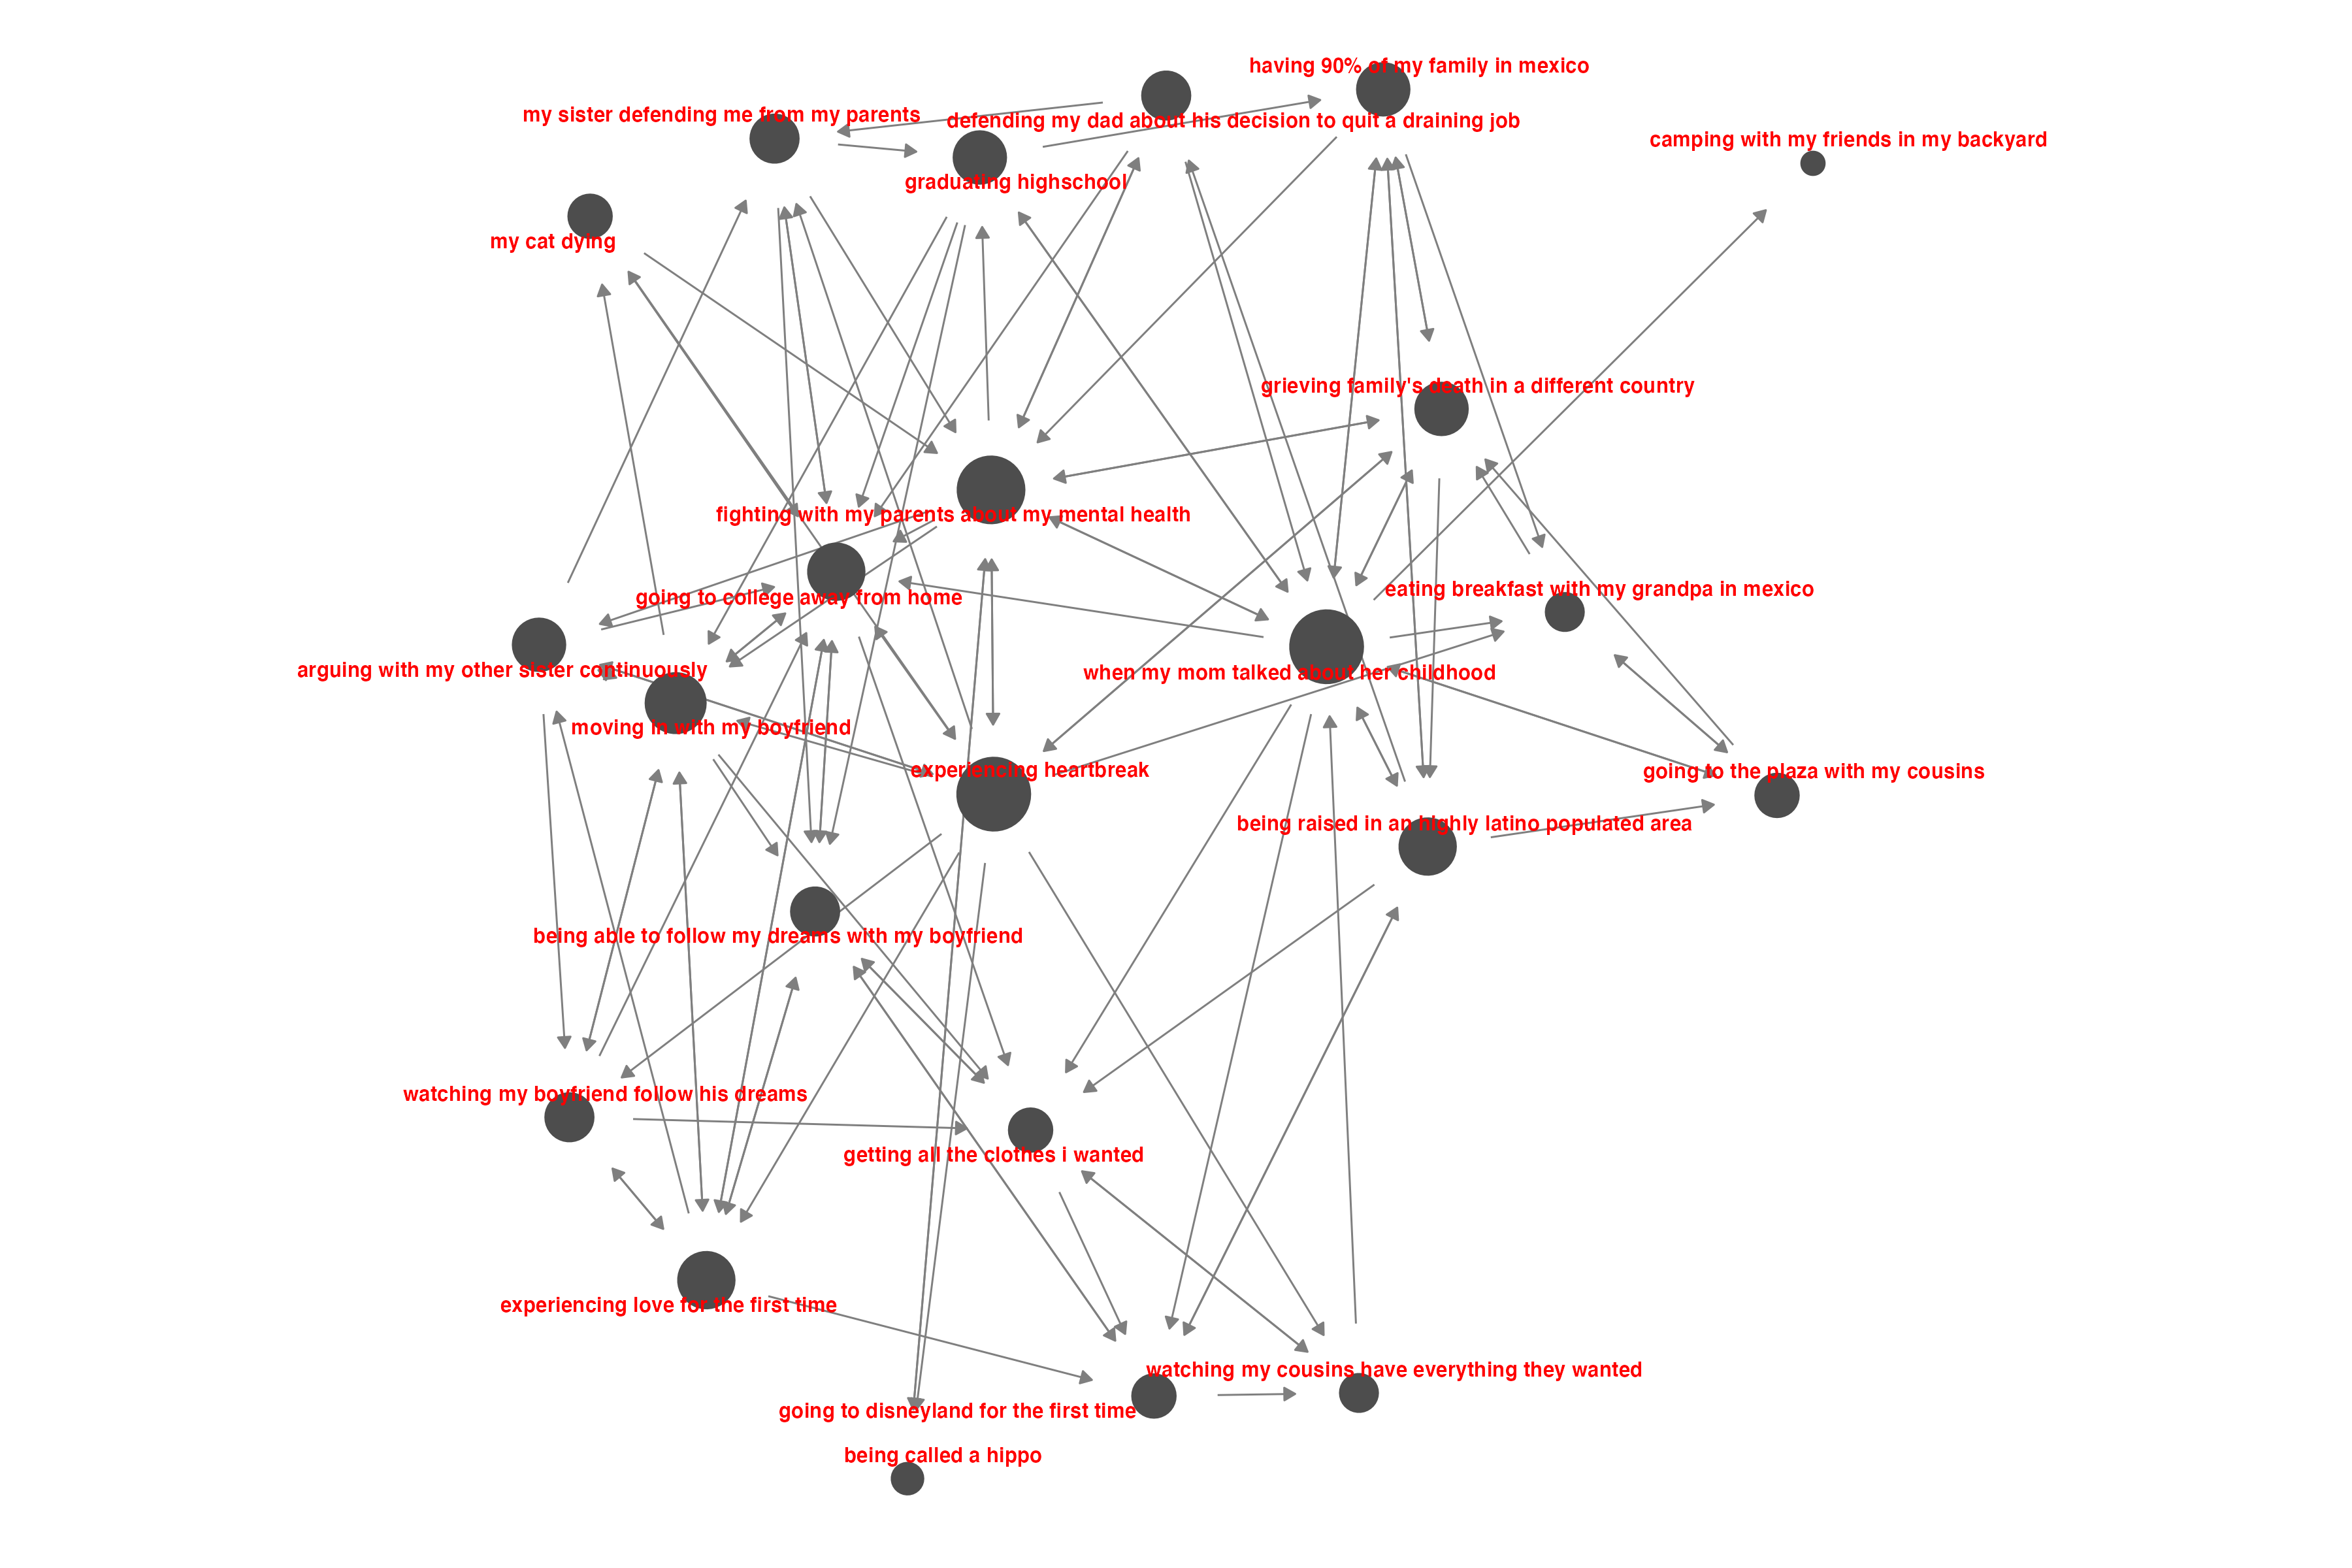 having 90% of my family in mexico
my sister defending me from my parents
defending my dad about his decision to quit a draining job
camping with my friends in my backyard
graduating highschool
my cat dying
grieving family's death in a different country
fighting with my parents about my mental health
eating breakfast with my grandpa in mexico
going to college away from home
arguing with my other sister continuously
when my mom talked about her childhood
moving in with my boyfriend
experiencing heartbreak
going to the plaza with my cousins
being raised in an highly latino populated area
being able to follow my dreams with my boyfriend
watching my boyfriend follow his dreams
getting all the clothes i wanted
experiencing love for the first time
watching my cousins have everything they wanted
going to disneyland for the first time
being called a hippo